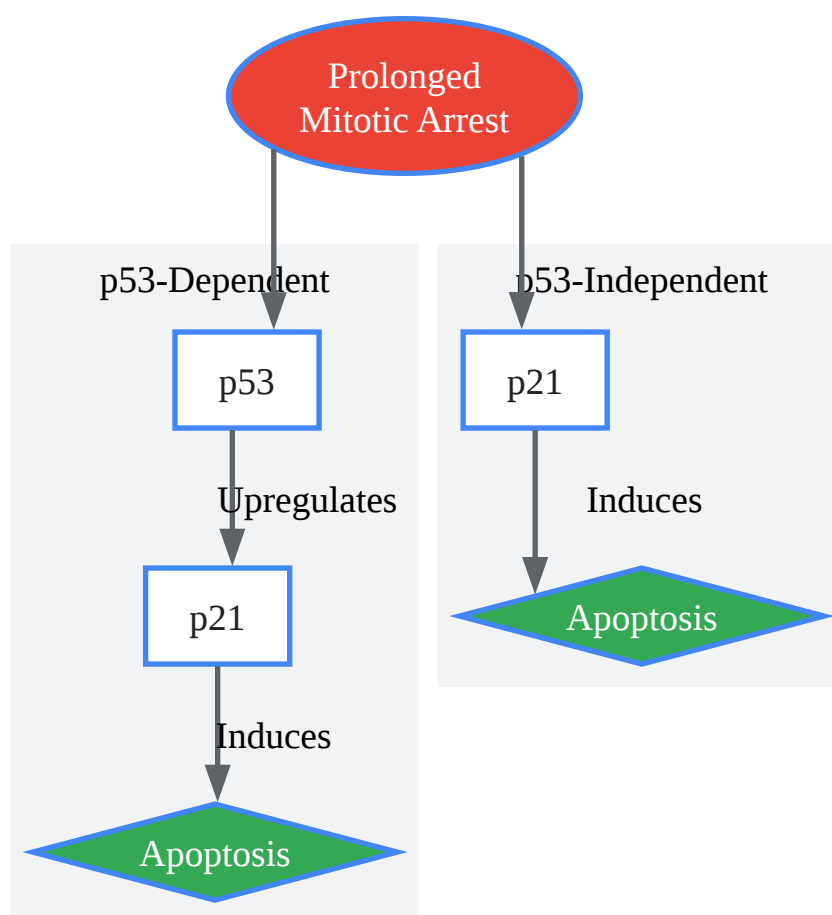 Prolonged
Mitotic Arrest
p53-Dependent
p53
Upregulates
p21
Induces
Apoptosis
p53-Independent
p21
Induces
Apoptosis